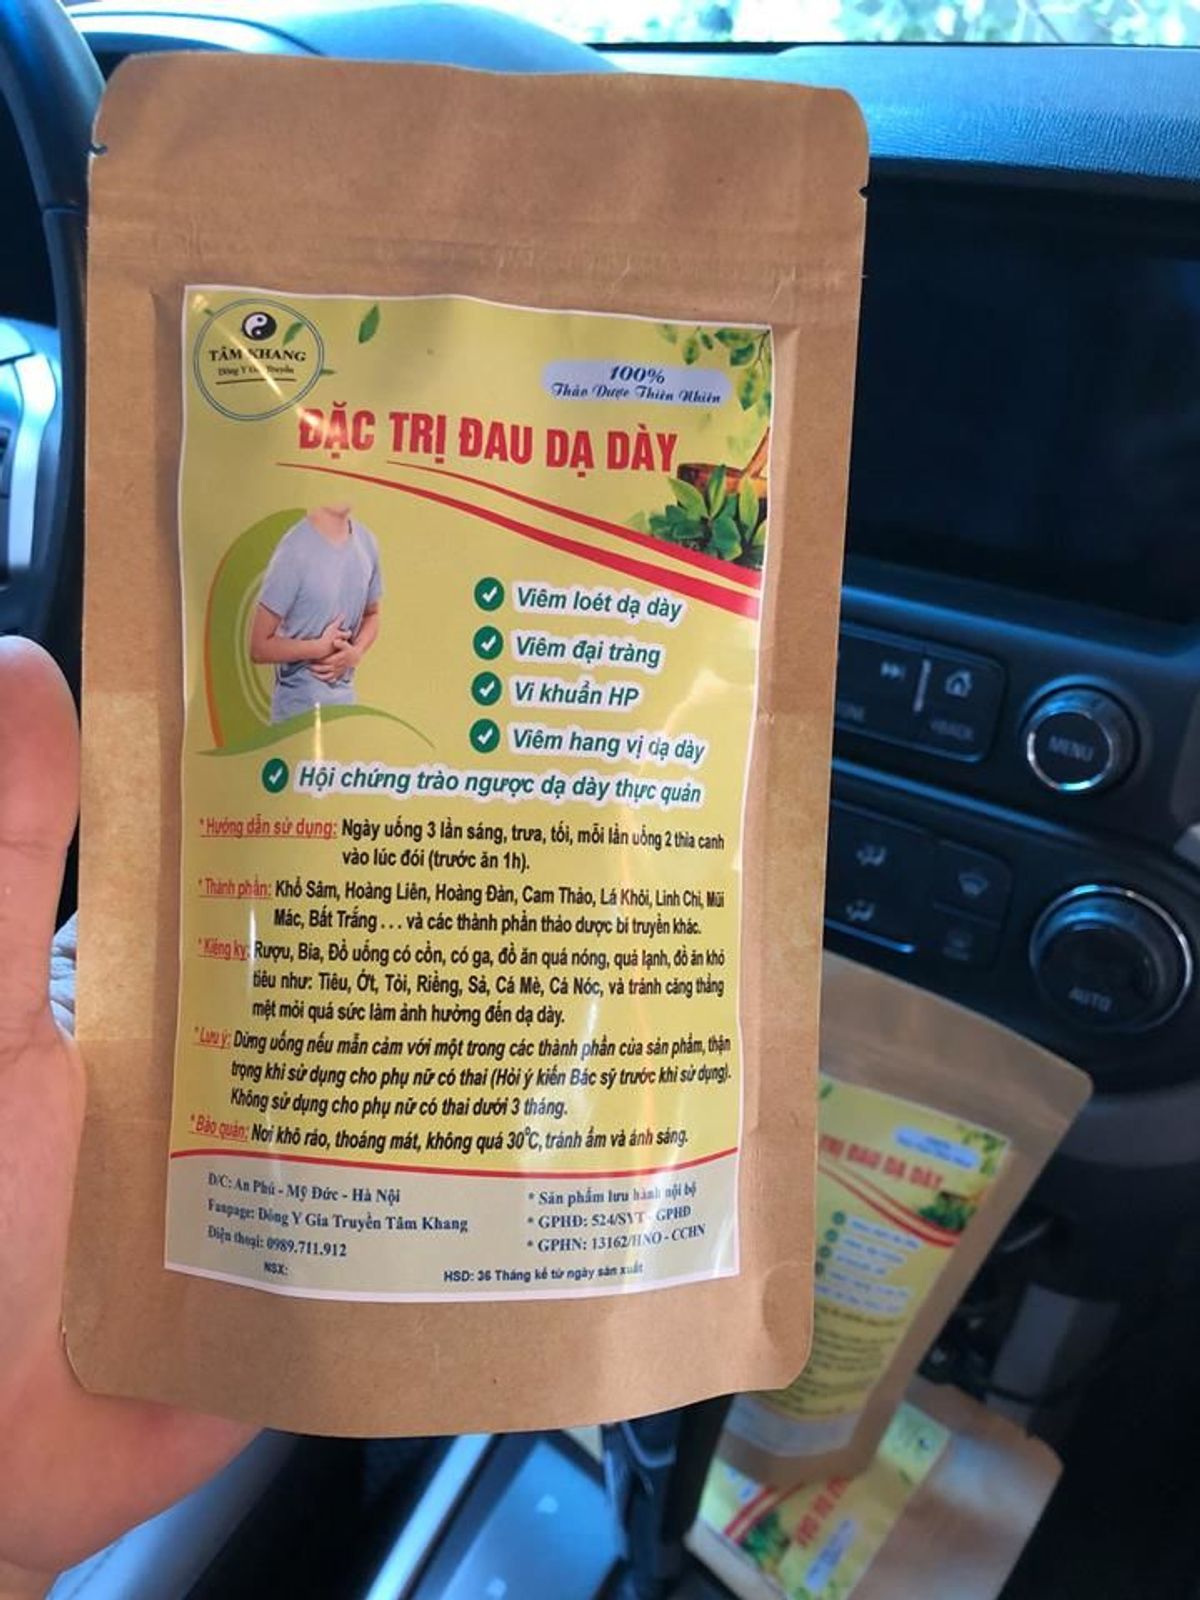 TÂM KHANG
Đông Y Gia Truyền
100%
Thảo Dược Thiên Nhiên
ĐẶC TRỊ ĐAU DẠ DÀY
Viêm loét dạ dày
Viêm đại tràng
Vi khuẩn HP
Viêm hang vị dạ dày
Hội chứng trào ngược dạ dày thực quản
* Hướng dẫn sử dụng: Ngày uống 3 lần sáng, trưa, tối, mỗi lần uống 2 thìa canh
vào lúc đói (trước ăn 1h).
* Thành phần: Khổ Sâm, Hoàng Liên, Hoàng Đàn, Cam Thảo, Lá Khôi, Linh Chi, Mũi
Mác, Bất Trắng . . . và các thành phần thảo dược bí truyền khác.
* Kiêng kỵ: Rượu, Bia, Đồ uống có cồn, có ga, đồ ăn quá nóng, quá lạnh, đồ ăn khó
tiêu như: Tiêu, Ớt, Tỏi, Riềng, Sả, Cá Mè, Cá Nóc, và tránh căng thẳng
mệt mỏi quá sức làm ảnh hưởng đến dạ dày.
* Lưu ý: Dừng uống nếu mẫn cảm với một trong các thành phần của sản phẩm, thận
trọng khi sử dụng cho phụ nữ có thai (Hỏi ý kiến Bác sỹ trước khi sử dụng).
Không sử dụng cho phụ nữ có thai dưới 3 tháng.
* Bảo quản: Nơi khô ráo, thoáng mát, không quá 30°C, tránh ẩm và ánh sáng.
Đ/C: An Phú - Mỹ Đức - Hà Nội
Fanpage: Đông Y Gia Truyền Tâm Khang
Điện thoại: 0989.711.912
NSX:
* Sản phẩm lưu hành nội bộ
* GPHĐ: 524/SYT - GPHĐ
* GPHN: 13162/HNO - CCHN
HSD: 36 Tháng kể từ ngày sản xuất
MENU
BACK
AUTO
TRỊ ĐAU DẠ DÀY